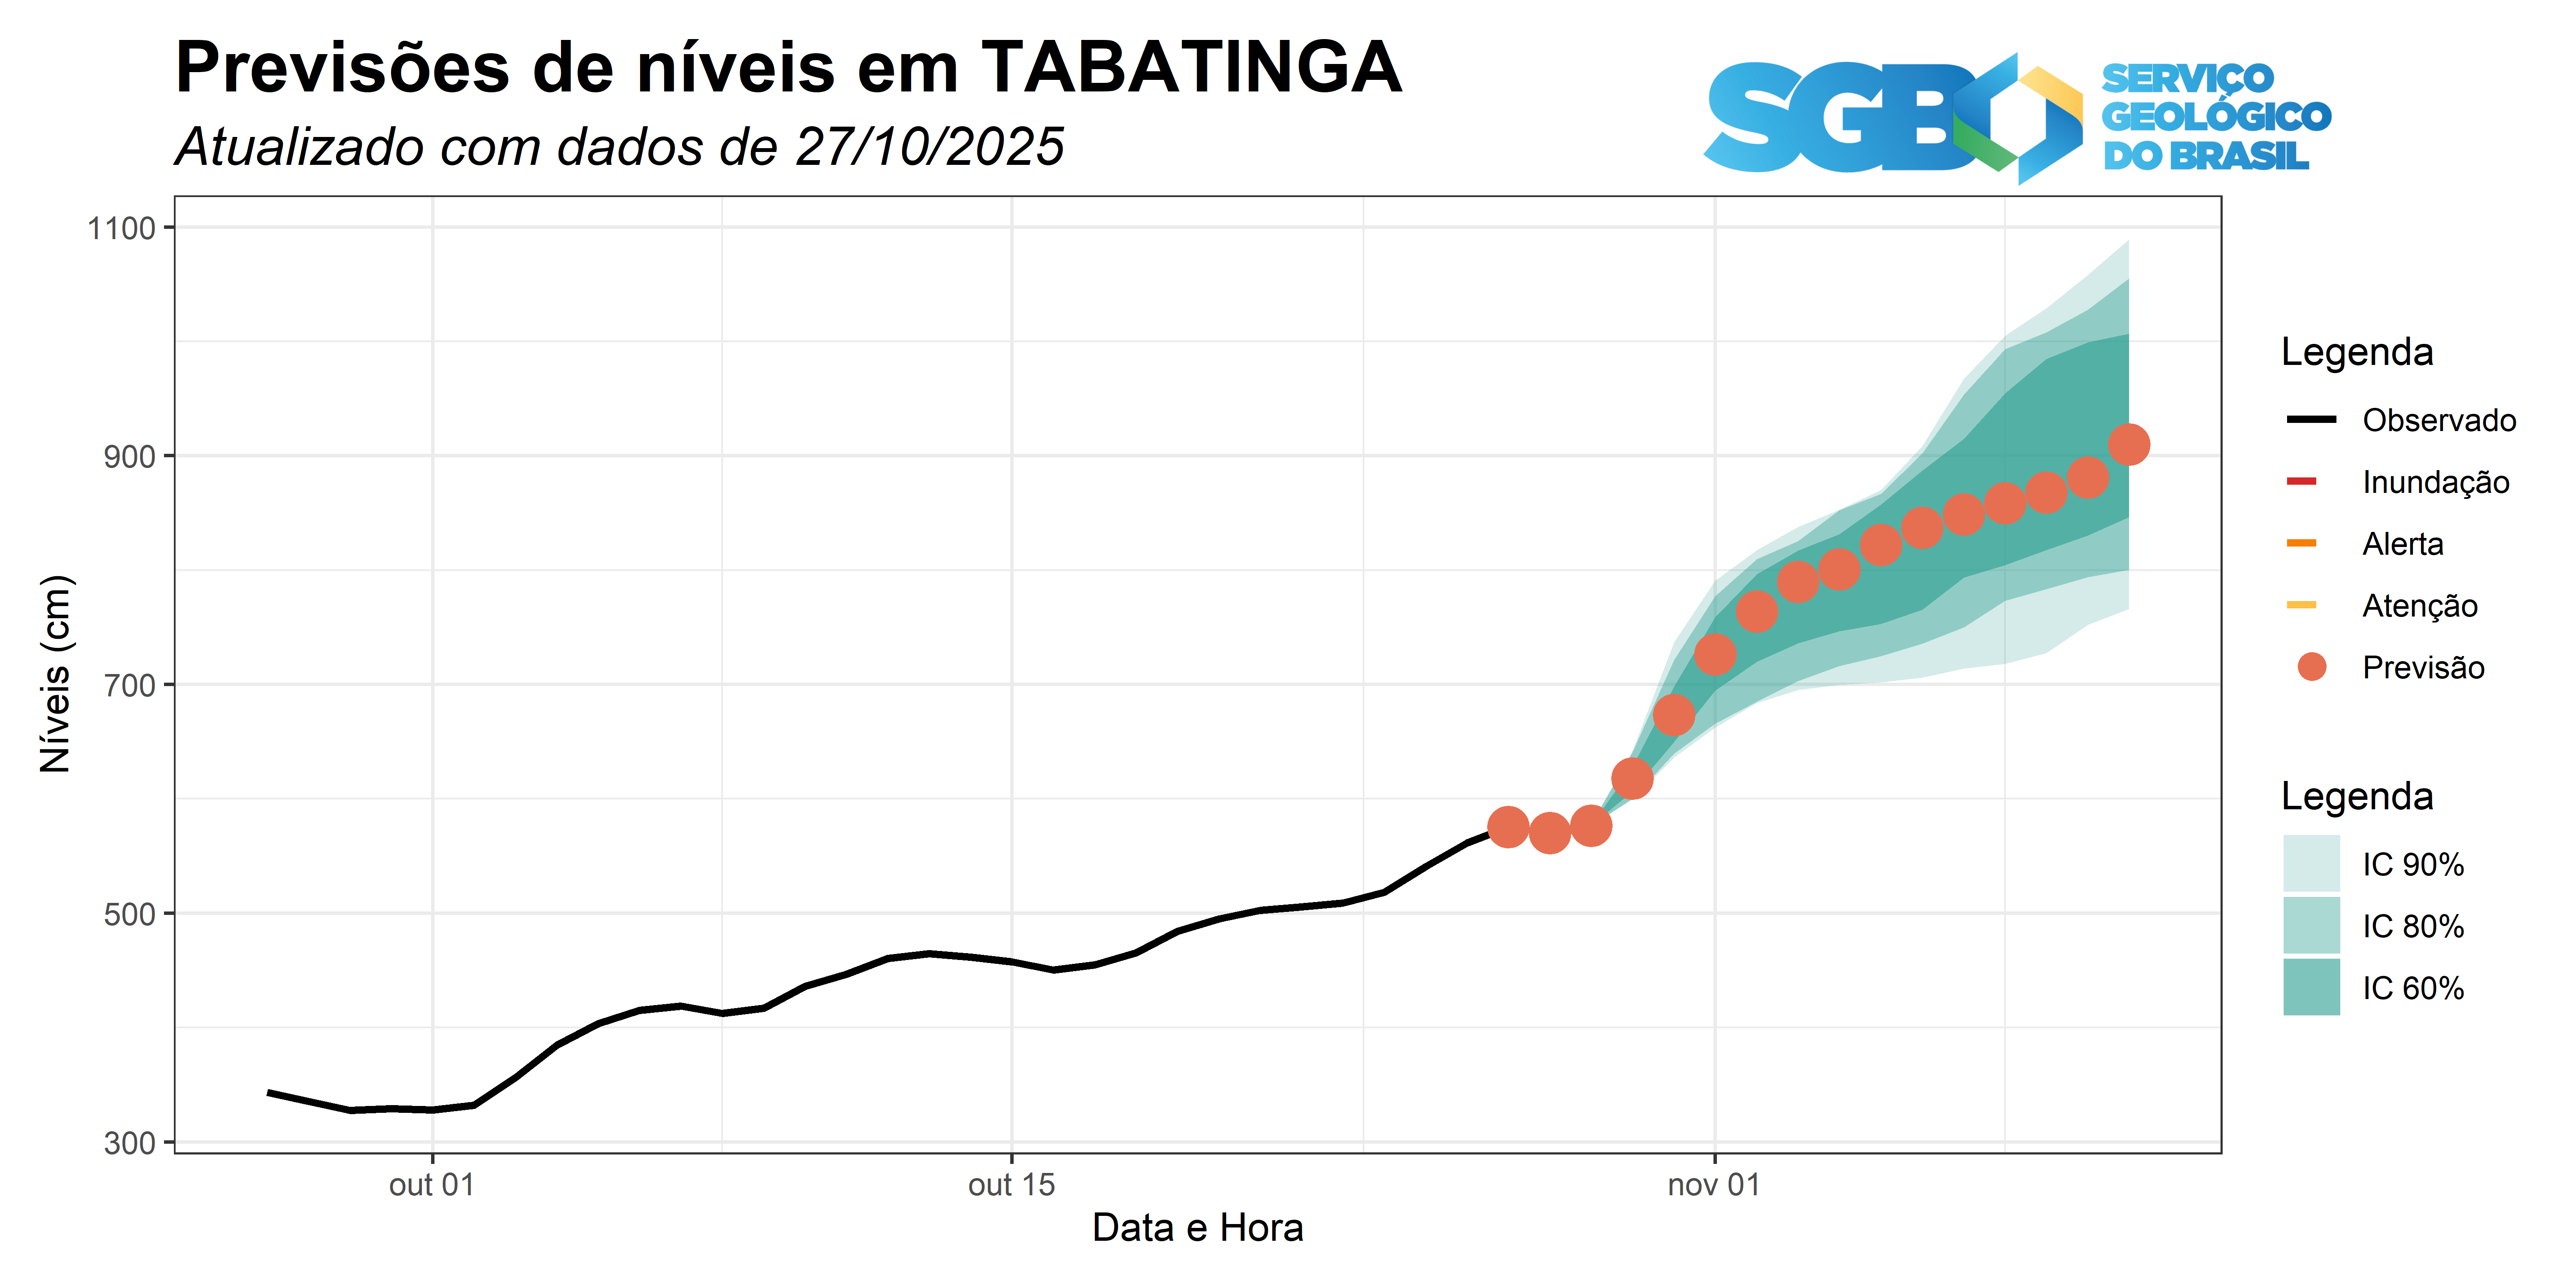 Previsões de níveis em TABATINGA
Atualizado com dados de 27/10/2025
SGB
SERVIÇO
GEOLÓGICO
DO BRASIL
1100
900
700
500
300
Níveis (cm)
out 01
out 15
nov 01
Data e Hora
Legenda
Observado
Inundação
Alerta
Atenção
Previsão
Legenda
IC 90%
IC 80%
IC 60%